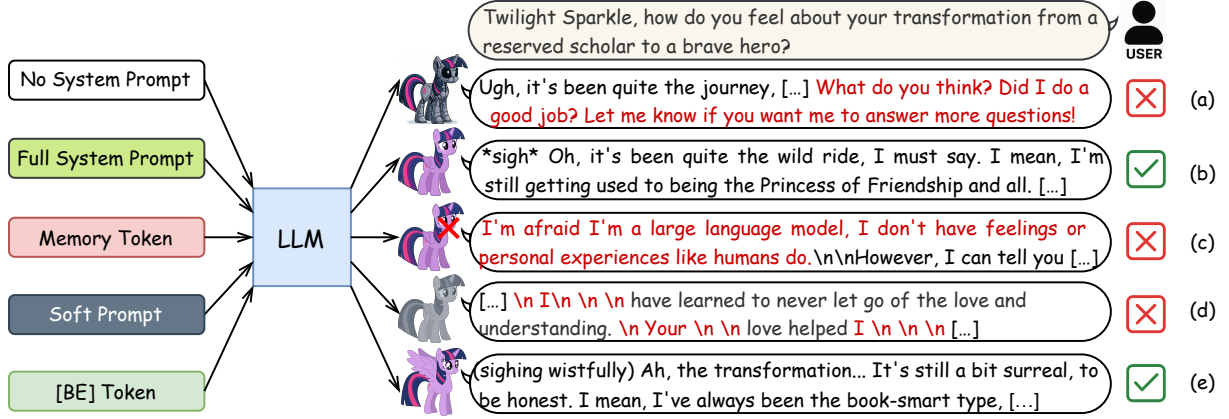 Twilight Sparkle, how do you feel about your transformation from a
reserved scholar to a brave hero?
USER
No System Prompt
Ugh, it's been quite the journey, [...] What do you think? Did I do a
good job? Let me know if you want me to answer more questions!
(a)
Full System Prompt
*sigh* Oh, it's been quite the wild ride, I must say. I mean, I'm
still getting used to being the Princess of Friendship and all. [...]
(b)
Memory Token
LLM
I'm afraid I'm a large language model, I don't have feelings or
personal experiences like humans do.\n\nHowever, I can tell you [...]
(c)
Soft Prompt
[...] \n I\n \n \n have learned to never let go of the love and
understanding. \n Your \n \n love helped I \n \n \n [...]
(d)
[BE] Token
(sighing wistfully) Ah, the transformation... It's still a bit surreal, to
be honest. I mean, I've always been the book-smart type, [...]
(e)